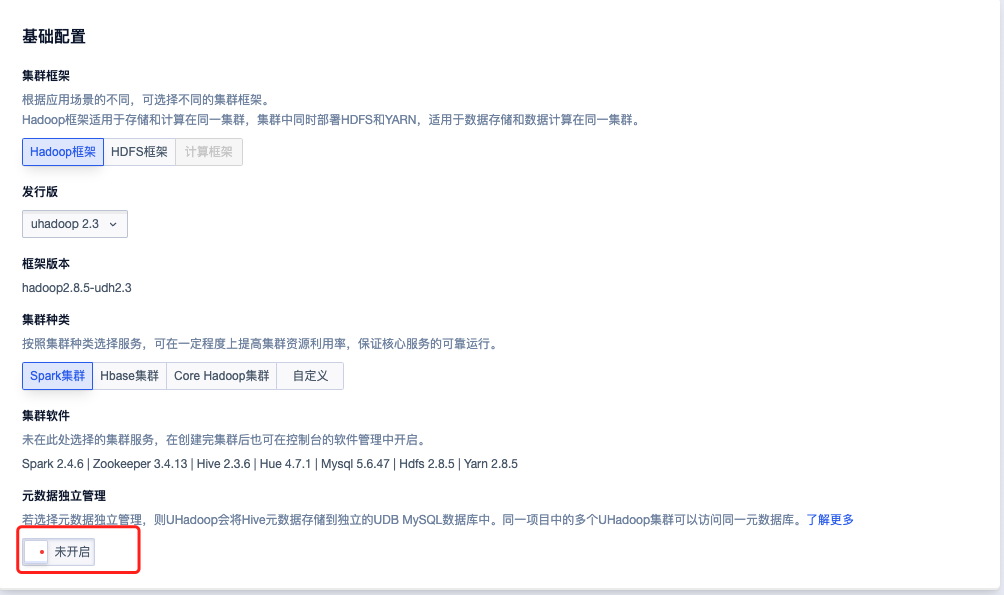 基础配置
集群框架
根据应用场景的不同，可选择不同的集群框架。
Hadoop框架适用于存储和计算在同一集群，集群中同时部署HDFS和YARN，适用于数据存储和数据计算在同一集群。
Hadoop框架 HDFS框架 计算框架
发行版
uhadoop 2.3
框架版本
hadoop2.8.5-udh2.3
集群种类
按照集群种类选择服务，可在一定程度上提高集群资源利用率，保证核心服务的可靠运行。
Spark集群 Hbase集群 Core Hadoop集群 自定义
集群软件
未在此处选择的集群服务，在创建完集群后也可在控制台的软件管理中开启。
Spark 2.4.6 | Zookeeper 3.4.13 | Hive 2.3.6 | Hue 4.7.1 | Mysql 5.6.47 | Hdfs 2.8.5 | Yarn 2.8.5
元数据独立管理
若选择元数据独立管理，则UHadoop会将Hive元数据存储到独立的UDB MySQL数据库中。同一项目中的多个UHadoop集群可以访问同一元数据库。了解更多
未开启